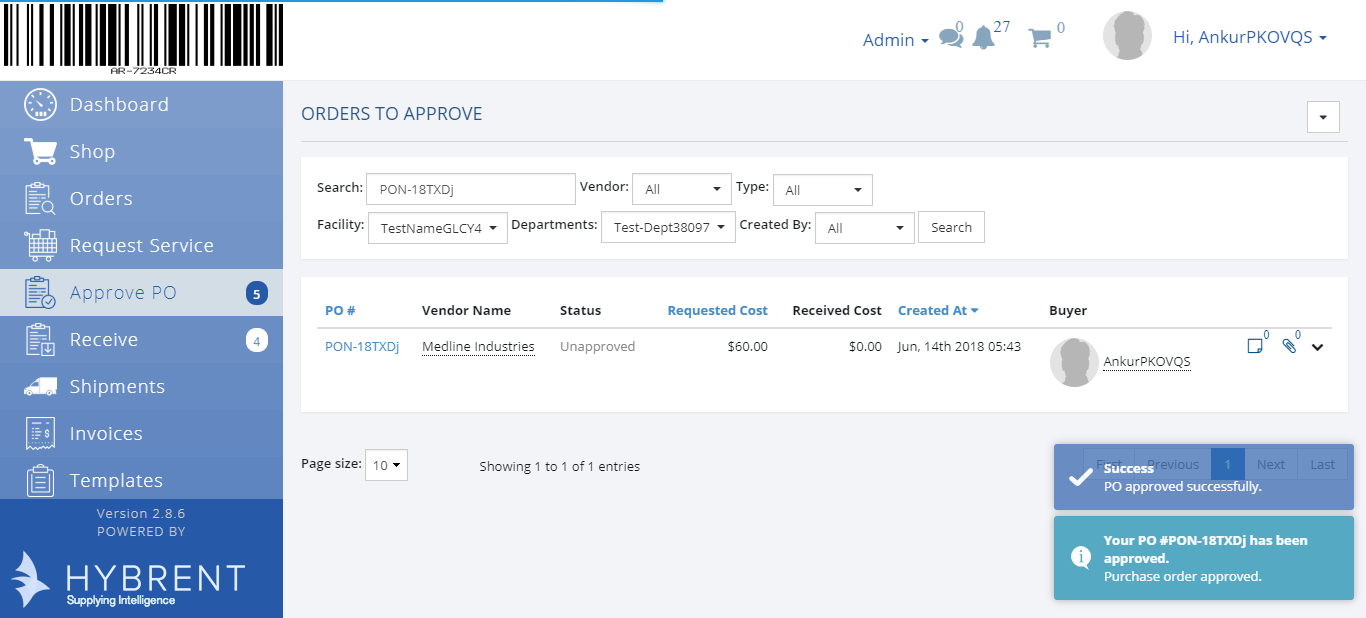 AR-7234CR
Admin
0
27
0
Hi, AnkurPKOVQS
Dashboard
Shop
Orders
Request Service
Approve PO 5
Receive 4
Shipments
Invoices
Templates
Version 2.8.6
POWERED BY
HYBRENT
Supplying Intelligence
ORDERS TO APPROVE
Search: PON-18TXDj Vendor: All Type: All
Facility: TestNameGLCY4 Departments: Test-Dept38097 Created By: All Search
PO # Vendor Name Status Requested Cost Received Cost Created At Buyer
PON-18TXDj Medline Industries Unapproved $60.00 $0.00 Jun, 14th 2018 05:43 AnkurPKOVQS 0 0
Page size: 10 Showing 1 to 1 of 1 entries
First Previous 1 Next Last
Success
PO approved successfully.
Your PO #PON-18TXDj has been
approved.
Purchase order approved.